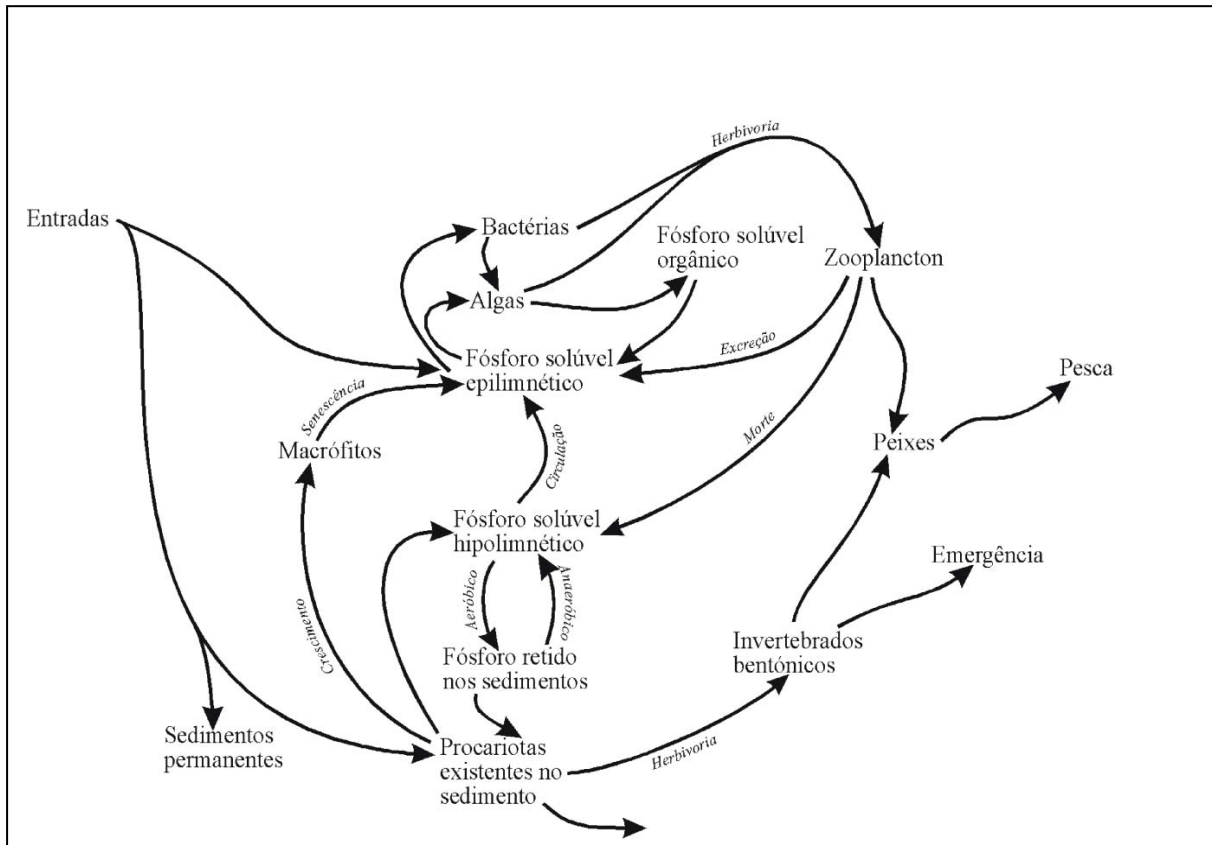 Herbivoria
Entradas
Bactérias
Fósforo solúvel
orgânico
Zooplancton
Algas
Fósforo solúvel
epilimnético
Excreção
Pesca
Senescência
Macrófitos
Circulação
Morte
Peixes
Fósforo solúvel
hipolimnético
Emergência
Aeróbico
Anaeróbico
Crescimento
Invertebrados
bentónicos
Fósforo retido
nos sedimentos
Sedimentos
permanentes
Procariotas
existentes no
sedimento
Herbivoria